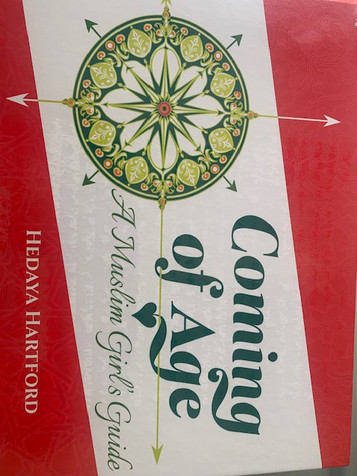 Coming
of Age
A Muslim Girl's Guide
HEDAYA HARTFORD